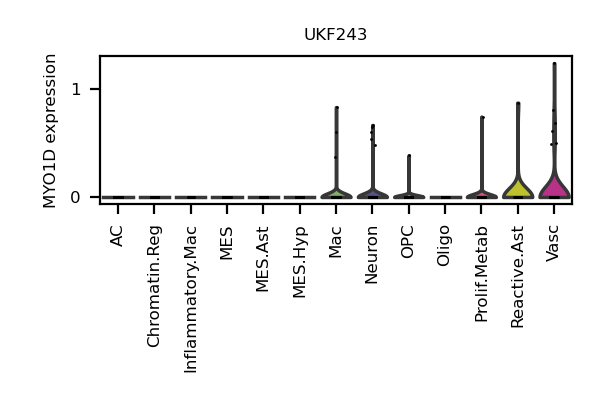 UKF243
MYO1D expression
1
0
AC
Chromatin.Reg
Inflammatory.Mac
MES
MES.Ast
MES.Hyp
Mac
Neuron
OPC
Oligo
Prolif.Metab
Reactive.Ast
Vasc